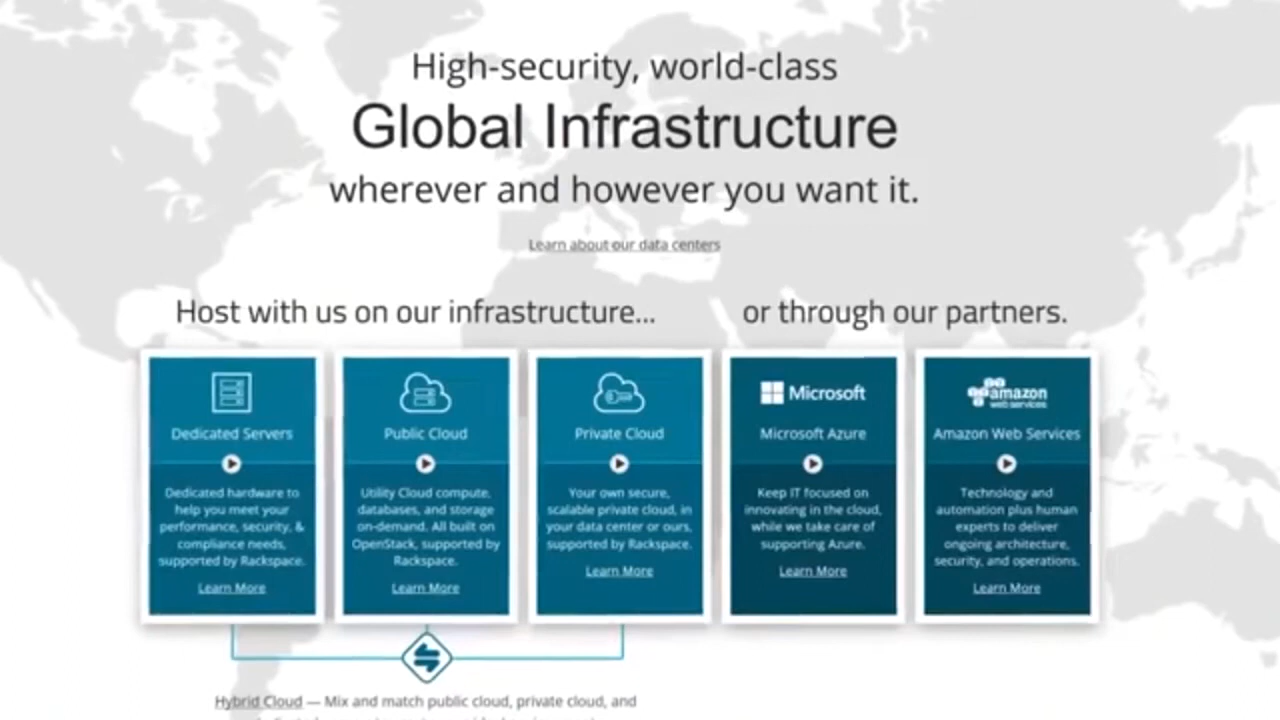 High-security, world-class
Global Infrastructure
wherever and however you want it.
Learn about our data centers
Host with us on our infrastructure...
or through our partners.
Dedicated Servers
Dedicated hardware to
help you meet your
performance, security, &
compliance needs,
supported by Rackspace.
Learn More
Public Cloud
Utility Cloud compute,
databases, and storage
on-demand. All built on
OpenStack, supported by
Rackspace.
Learn More
Private Cloud
Your own secure,
scalable private cloud, in
your data center or ours,
supported by Rackspace.
Learn More
Microsoft
Microsoft Azure
Keep IT focused on
innovating in the cloud,
while we take care of
supporting Azure.
Learn More
amazon
web services
Amazon Web Services
Technology and
automation plus human
experts to deliver
ongoing architecture,
security, and operations.
Learn More
Hybrid Cloud — Mix and match public cloud, private cloud, and